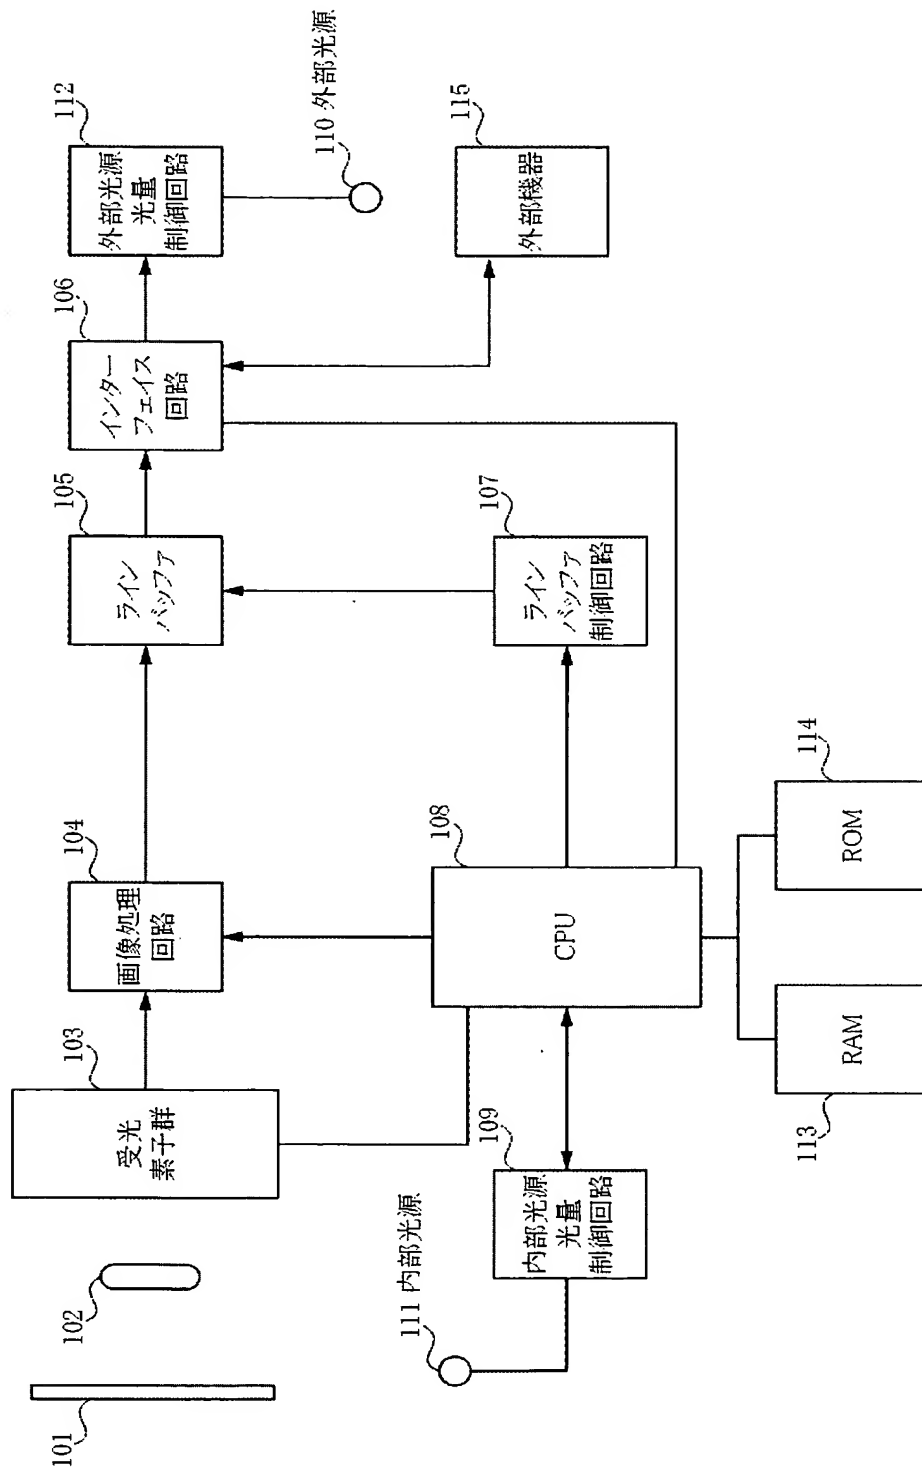 101
102
103
受光
素子群
104
画像処理
回路
105
ライン
バッファ
106
インター
フェイス
回路
112
外部光源
光量
制御回路
110 外部光源
111 内部光源
109
内部光源
光量
制御回路
108
CPU
107
ライン
バッファ
制御回路
115
外部機器
113
RAM
114
ROM